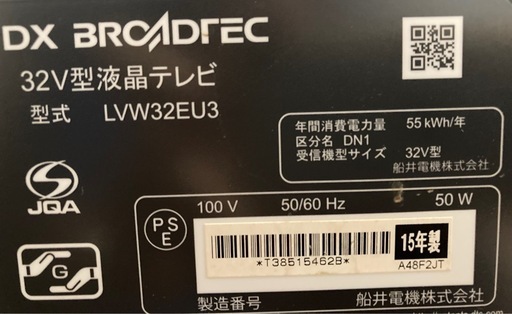 DX BROADTEC
32V型液晶テレビ
型式 LVW32EU3
年間消費電力量 55kWh/年
区分名 DN1
受信機型サイズ 32V型
船井電機株式会社
JQA
PSE
100 V 50/60 Hz 50 W
*T38515462B*
15年製
A48F2JT
G
製造番号 船井電機株式会社